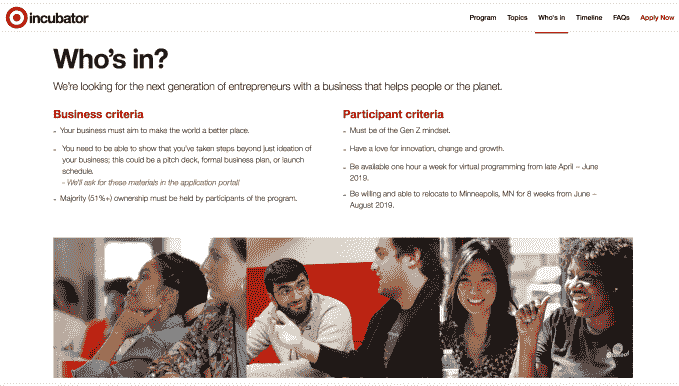 incubator
Program Topics Who's in Timeline FAQs Apply Now
Who's in?
We're looking for the next generation of entrepreneurs with a business that helps people or the planet.
Business criteria
- Your business must aim to make the world a better place.
- You need to be able to show that you've taken steps beyond just ideation of
your business; this could be a pitch deck, formal business plan, or launch
schedule.
- We'll ask for these materials in the application portal!
- Majority (51%+) ownership must be held by participants of the program.
Participant criteria
- Must be of the Gen Z mindset.
- Have a love for innovation, change and growth.
- Be available one hour a week for virtual programming from late April – June
2019.
- Be willing and able to relocate to Minneapolis, MN for 8 weeks from June –
August 2019.